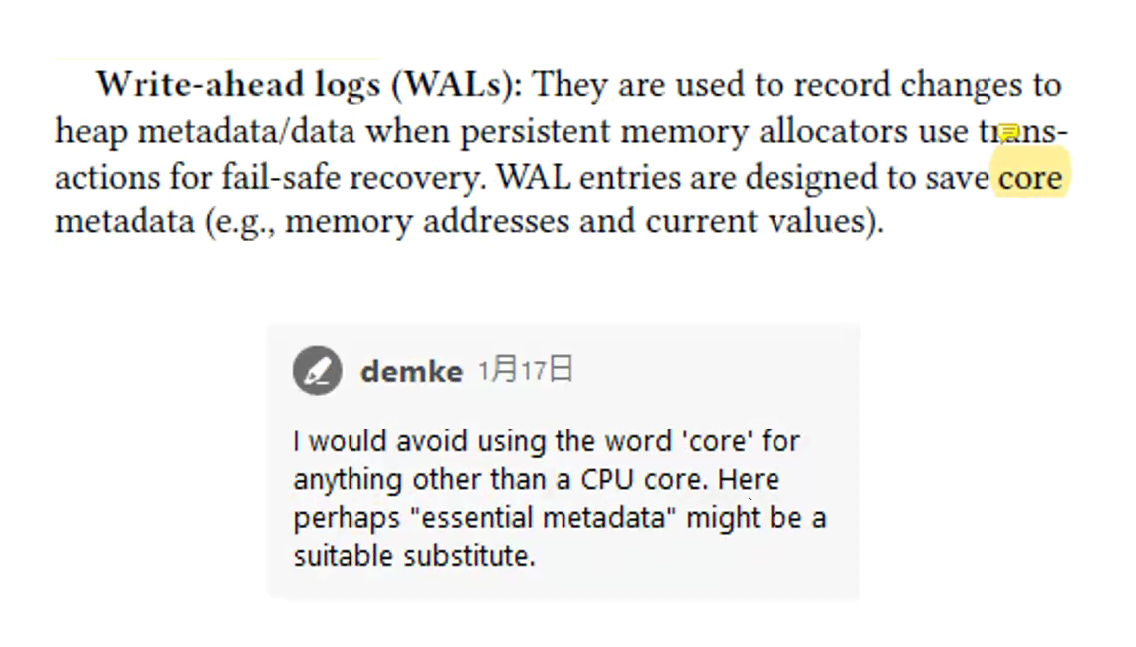 Write-ahead logs (WALs): They are used to record changes to
heap metadata/data when persistent memory allocators use trans-
actions for fail-safe recovery. WAL entries are designed to save core
metadata (e.g., memory addresses and current values).
demke 1月17日
I would avoid using the word 'core' for
anything other than a CPU core. Here
perhaps "essential metadata" might be a
suitable substitute.